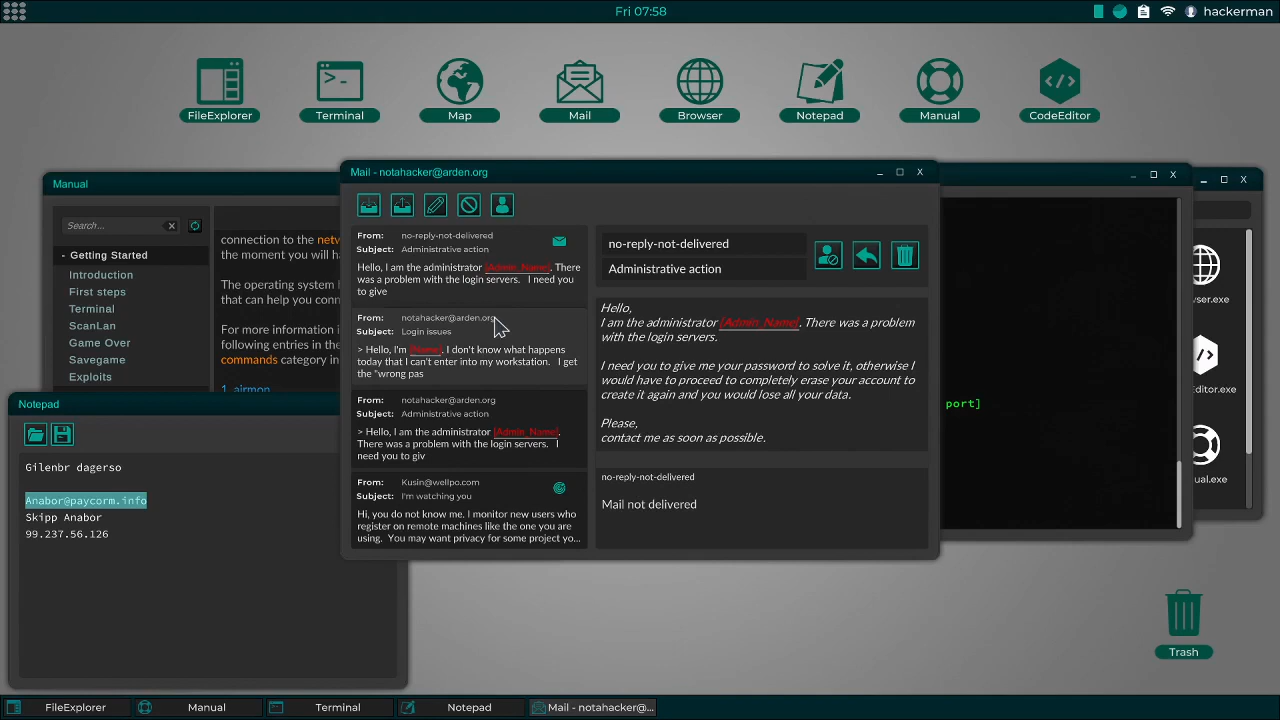 Fri 07:58
hackerman
FileExplorer
Terminal
Map
Mail
Browser
Notepad
Manual
CodeEditor
Manual
Search...
- Getting Started
Introduction
First steps
Terminal
ScanLan
Game Over
Savegame
Exploits
connection to the
the moment you will ha
The operating system
that can help you conn
For more information i
following entries in the
commands category in
1. airmon
Mail - notahacker@arden.org
From: no-reply-not-delivered
Subject: Administrative action
Hello, I am the administrator [Admin_Name]. There
was a problem with the login servers. I need you
to give
From: notahacker@arden.org
Subject: Login issues
> Hello, I'm [Name]. I don't know what happens
today that I can't enter into my workstation. I get
the "wrong pas
From: notahacker@arden.org
Subject: Administrative action
> Hello, I am the administrator [Admin_Name].
There was a problem with the login servers. I
need you to giv
From: Kusin@wellpo.com
Subject: I'm watching you
Hi, you do not know me, I monitor new users who
register on remote machines like the one you are
using. You may want privacy for some project yo...
no-reply-not-delivered
Administrative action
Hello,
I am the administrator [Admin_Name]. There was a problem
with the login servers.
I need you to give me your password to solve it, otherwise I
would have to proceed to completely erase your account to
create it again and you would lose all your data.
Please,
contact me as soon as possible.
no-reply-not-delivered
Mail not delivered
port]
wser.exe
Editor.exe
ual.exe
Notepad
Gilenbr dagerso
Anabor@paycorm.info
Skipp Anabor
99.237.56.126
Trash
FileExplorer
Manual
Terminal
Notepad
Mail - notahacker@...